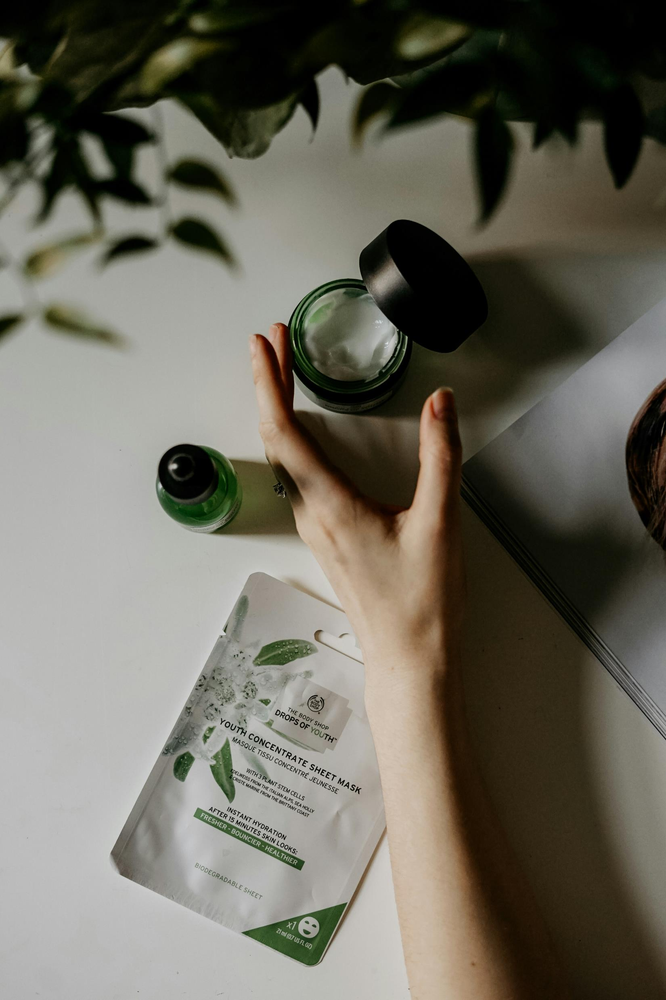 THE
BODY
SHOP
THE BODY SHOP
DROPS OF YOUTH™
YOUTH CONCENTRATE SHEET MASK
MASQUE TISSU CONCENTRÉ JEUNESSE
WITH 3 PLANT STEM CELLS
EDELWEISS FROM THE ITALIAN ALPS, SEA HOLLY
& CRISTE MARINE FROM THE BRITTANY COAST
INSTANT HYDRATION
AFTER 15 MINUTES SKIN LOOKS:
FRESHER - BOUNCIER - HEALTHIER
BIODEGRADABLE SHEET
x1
21ml (0.7 US FL OZ)